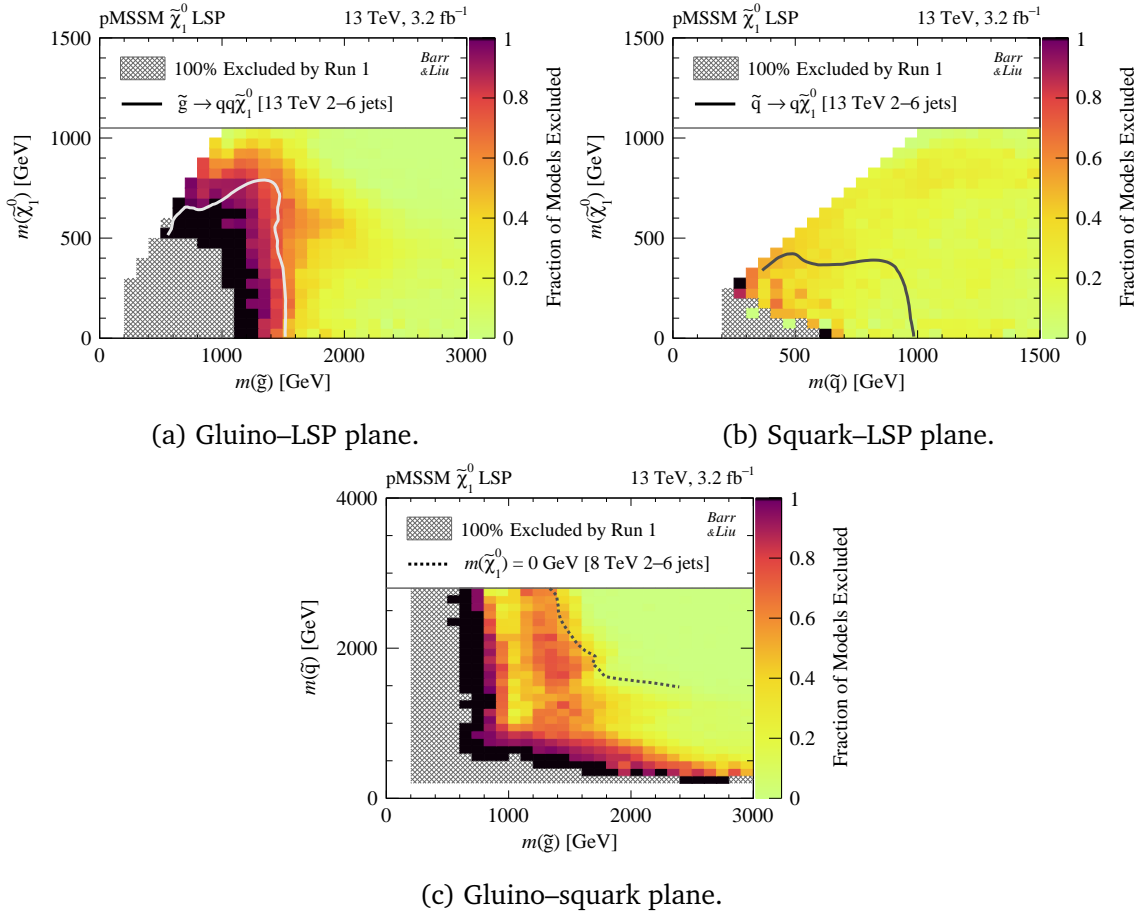 pMSSM χ̃₁⁰ LSP 13 TeV, 3.2 fb⁻¹
1500
1000
500
0
m(χ̃₁⁰) [GeV]
100% Excluded by Run 1
g̃ → qqχ̃₁⁰ [13 TeV 2–6 jets]
Barr
&Liu
0 1000 2000 3000
m(g̃) [GeV]
1
0.8
0.6
0.4
0.2
0
Fraction of Models Excluded
(a) Gluino–LSP plane.
pMSSM χ̃₁⁰ LSP 13 TeV, 3.2 fb⁻¹
1500
1000
500
0
m(χ̃₁⁰) [GeV]
100% Excluded by Run 1
q̃ → qχ̃₁⁰ [13 TeV 2–6 jets]
Barr
&Liu
0 500 1000 1500
m(q̃) [GeV]
1
0.8
0.6
0.4
0.2
0
Fraction of Models Excluded
(b) Squark–LSP plane.
pMSSM χ̃₁⁰ LSP 13 TeV, 3.2 fb⁻¹
4000
2000
0
m(q̃) [GeV]
100% Excluded by Run 1
m(χ̃₁⁰) = 0 GeV [8 TeV 2–6 jets]
Barr
&Liu
0 1000 2000 3000
m(g̃) [GeV]
1
0.8
0.6
0.4
0.2
0
Fraction of Models Excluded
(c) Gluino–squark plane.